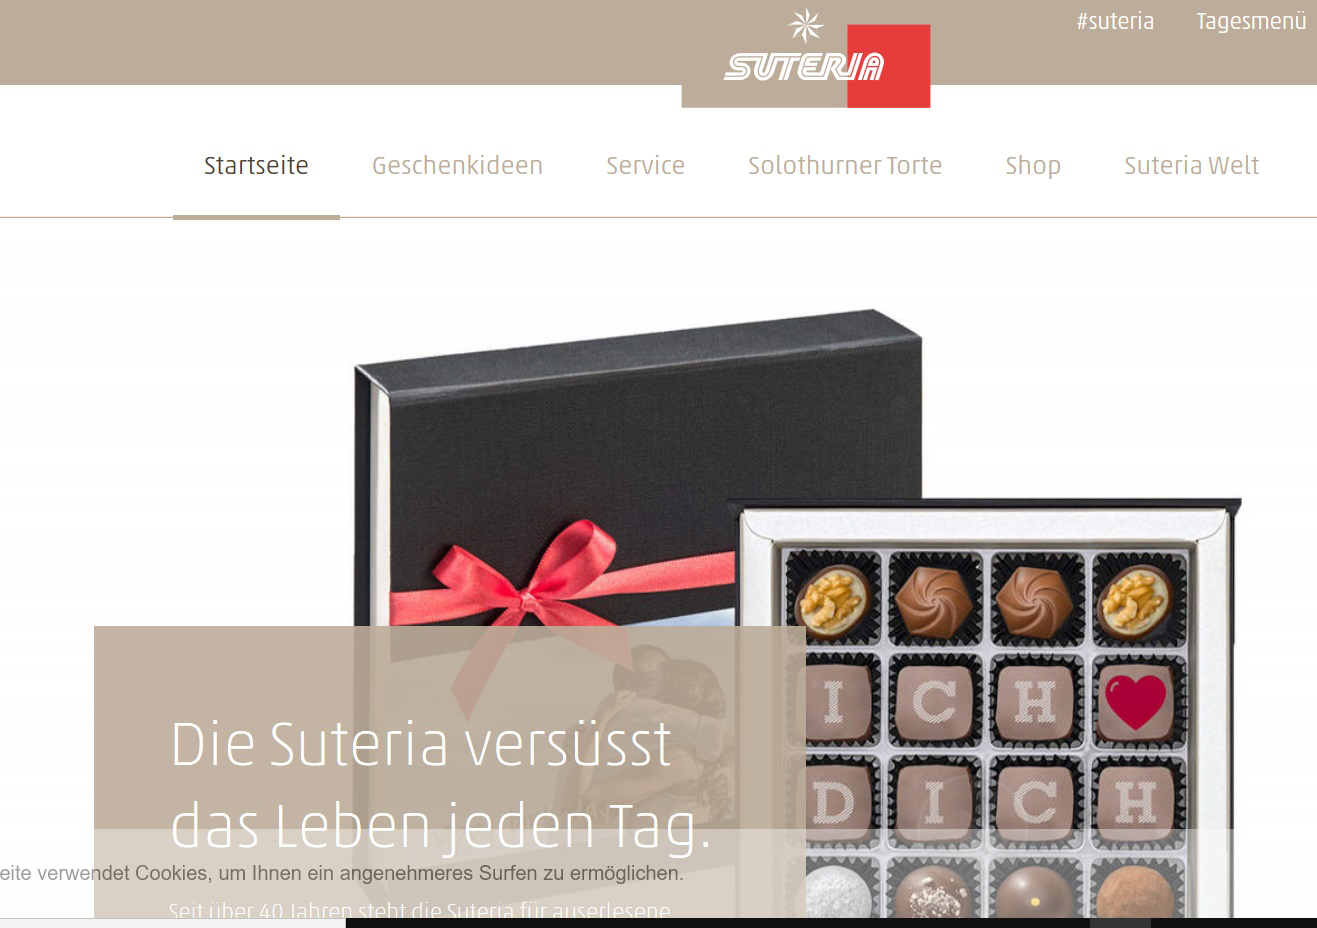 #suteria Tagesmenü
SUTERIA
Startseite Geschenkideen Service Solothurner Torte Shop Suteria Welt
I C H
D I C H
Die Suteria versüsst
das Leben jeden Tag.
verwendet Cookies, um Ihnen ein angenehmeres Surfen zu ermöglichen.
Seit über 40 Jahren steht die Suteria für auserlesene